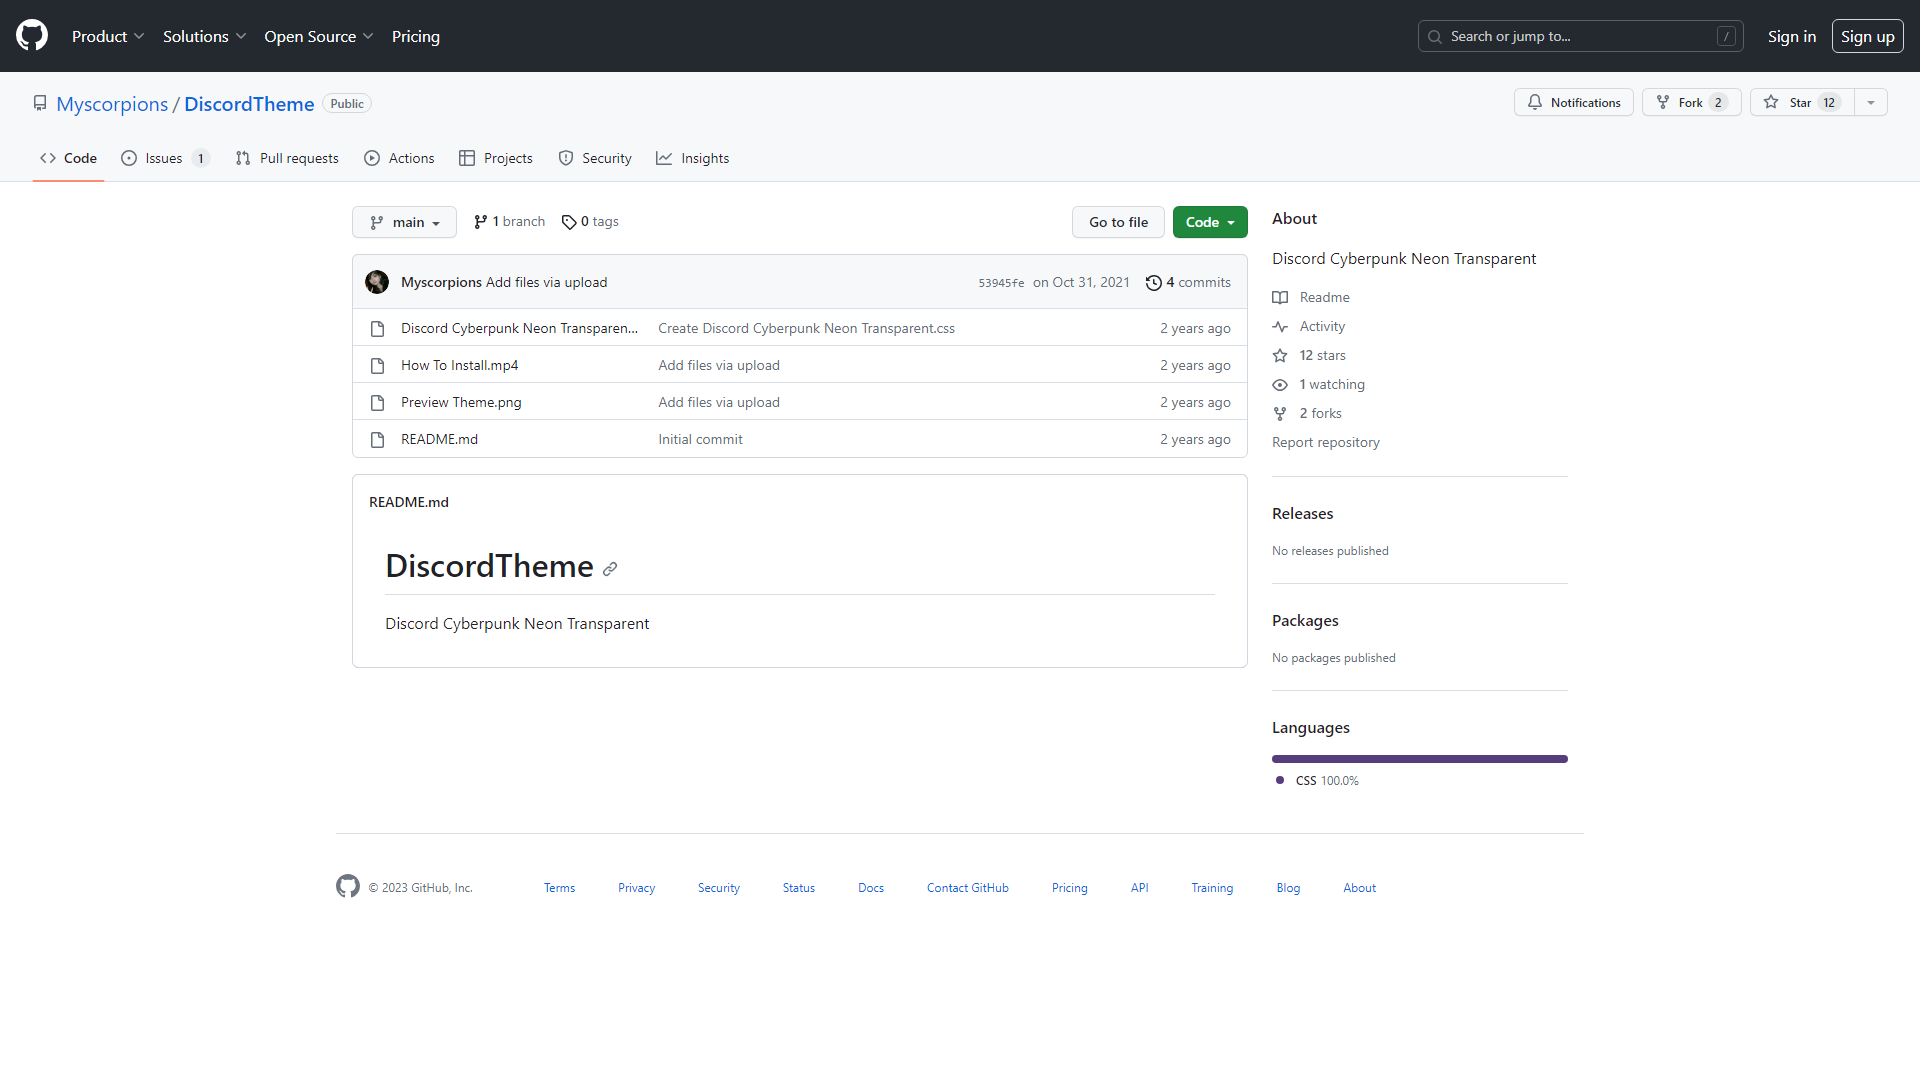 Product Solutions Open Source Pricing Search or jump to... / Sign in Sign up
Myscorpions / DiscordTheme Public Notifications Fork 2 Star 12
Code Issues 1 Pull requests Actions Projects Security Insights
main 1 branch 0 tags Go to file Code
Myscorpions Add files via upload 53945fe on Oct 31, 2021 4 commits
Discord Cyberpunk Neon Transparen... Create Discord Cyberpunk Neon Transparent.css 2 years ago
How To Install.mp4 Add files via upload 2 years ago
Preview Theme.png Add files via upload 2 years ago
README.md Initial commit 2 years ago
README.md
DiscordTheme
Discord Cyberpunk Neon Transparent
About
Discord Cyberpunk Neon Transparent
Readme
Activity
12 stars
1 watching
2 forks
Report repository
Releases
No releases published
Packages
No packages published
Languages
CSS 100.0%
© 2023 GitHub, Inc. Terms Privacy Security Status Docs Contact GitHub Pricing API Training Blog About